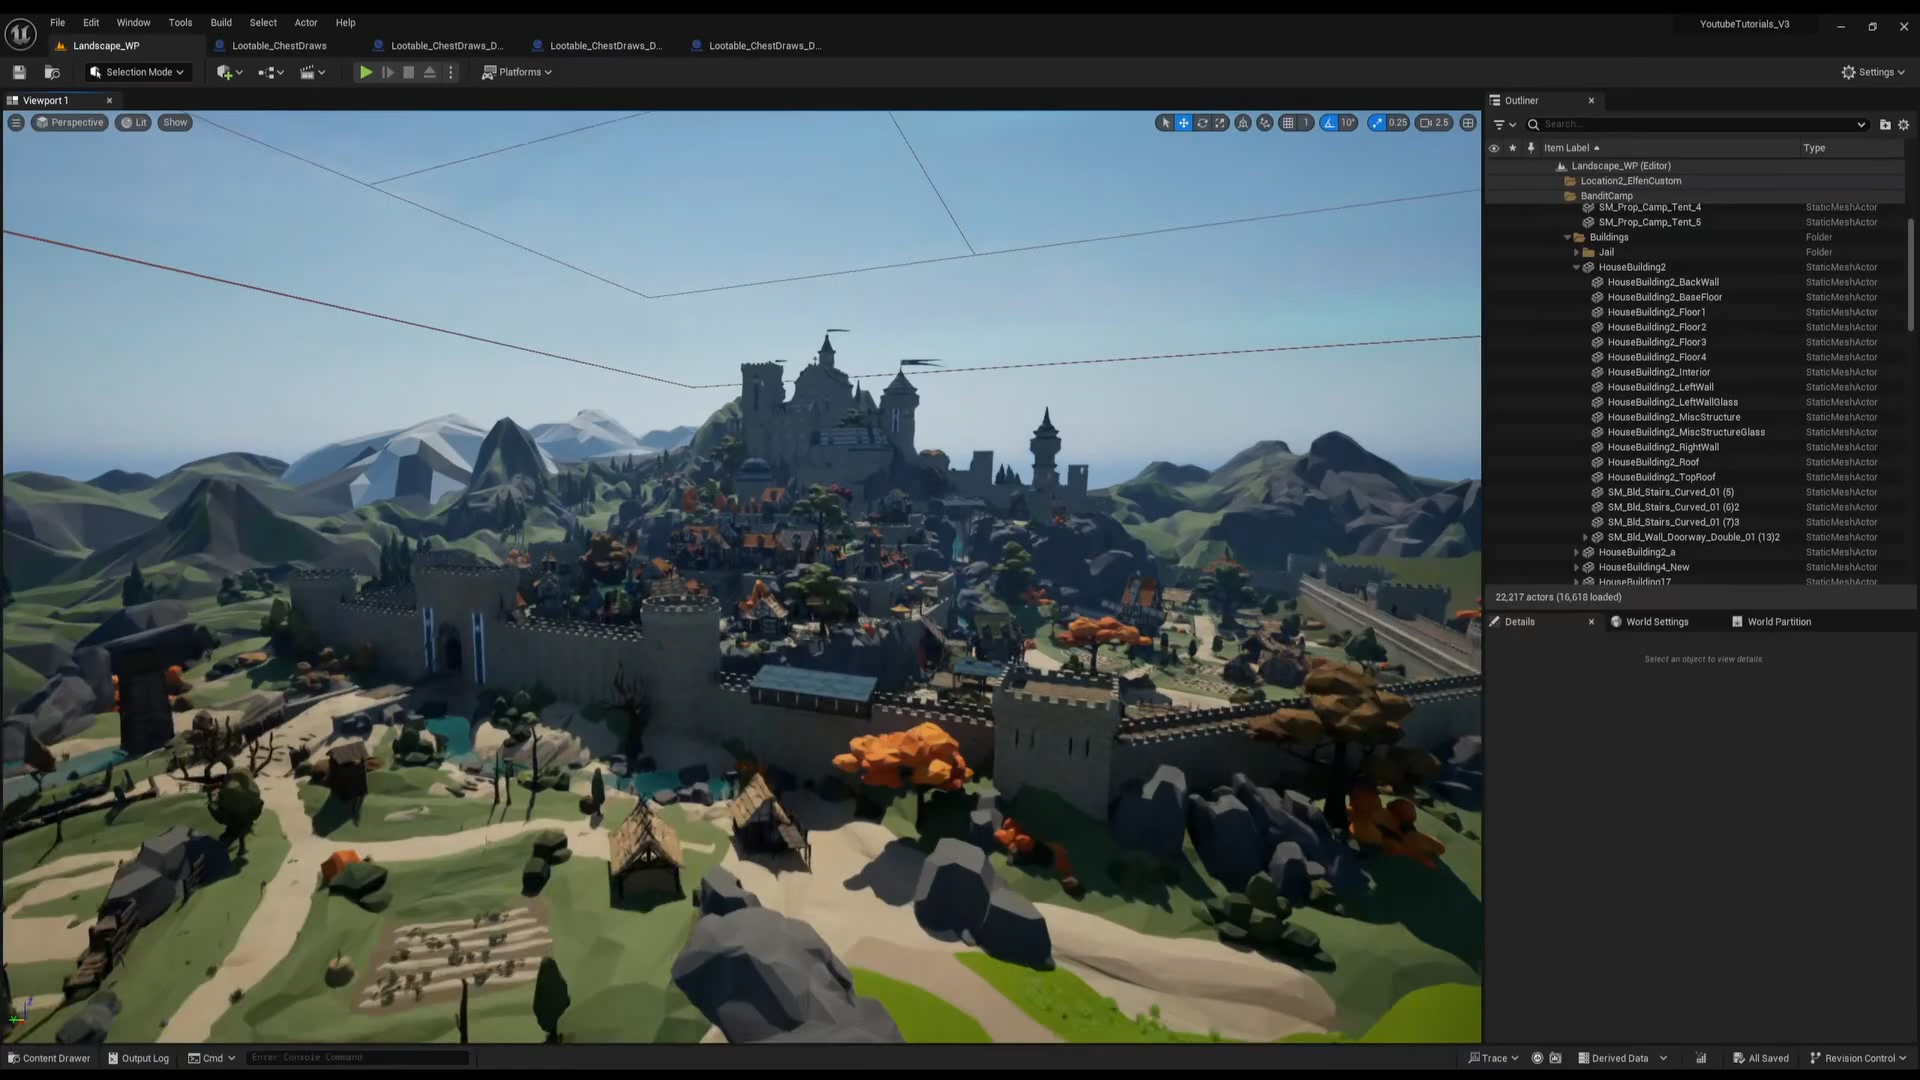 File Edit Window Tools Build Select Actor Help
YoutubeTutorials_V3
Landscape_WP
Lootable_ChestDraws
Lootable_ChestDraws_D...
Lootable_ChestDraws_D...
Lootable_ChestDraws_D...
Selection Mode
Platforms
Settings
Viewport 1
Perspective Lit Show
1 10° 0.25 2.5
Outliner
Search...
Item Label Type
Landscape_WP (Editor)
Location2_ElfenCustom
BanditCamp
SM_Prop_Camp_Tent_4 StaticMeshActor
SM_Prop_Camp_Tent_5 StaticMeshActor
Buildings Folder
Jail Folder
HouseBuilding2 StaticMeshActor
HouseBuilding2_BackWall StaticMeshActor
HouseBuilding2_BaseFloor StaticMeshActor
HouseBuilding2_Floor1 StaticMeshActor
HouseBuilding2_Floor2 StaticMeshActor
HouseBuilding2_Floor3 StaticMeshActor
HouseBuilding2_Floor4 StaticMeshActor
HouseBuilding2_Interior StaticMeshActor
HouseBuilding2_LeftWall StaticMeshActor
HouseBuilding2_LeftWallGlass StaticMeshActor
HouseBuilding2_MiscStructure StaticMeshActor
HouseBuilding2_MiscStructureGlass StaticMeshActor
HouseBuilding2_RightWall StaticMeshActor
HouseBuilding2_Roof StaticMeshActor
HouseBuilding2_TopRoof StaticMeshActor
SM_Bld_Stairs_Curved_01 (5) StaticMeshActor
SM_Bld_Stairs_Curved_01 (6)2 StaticMeshActor
SM_Bld_Stairs_Curved_01 (7)3 StaticMeshActor
SM_Bld_Wall_Doorway_Double_01 (13)2 StaticMeshActor
HouseBuilding2_a StaticMeshActor
HouseBuilding4_New StaticMeshActor
HouseBuilding17 StaticMeshActor
22,217 actors (16,618 loaded)
Details
World Settings
World Partition
Select an object to view details
Content Drawer
Output Log
Cmd
Enter Console Command
Trace
Derived Data
All Saved
Revision Control